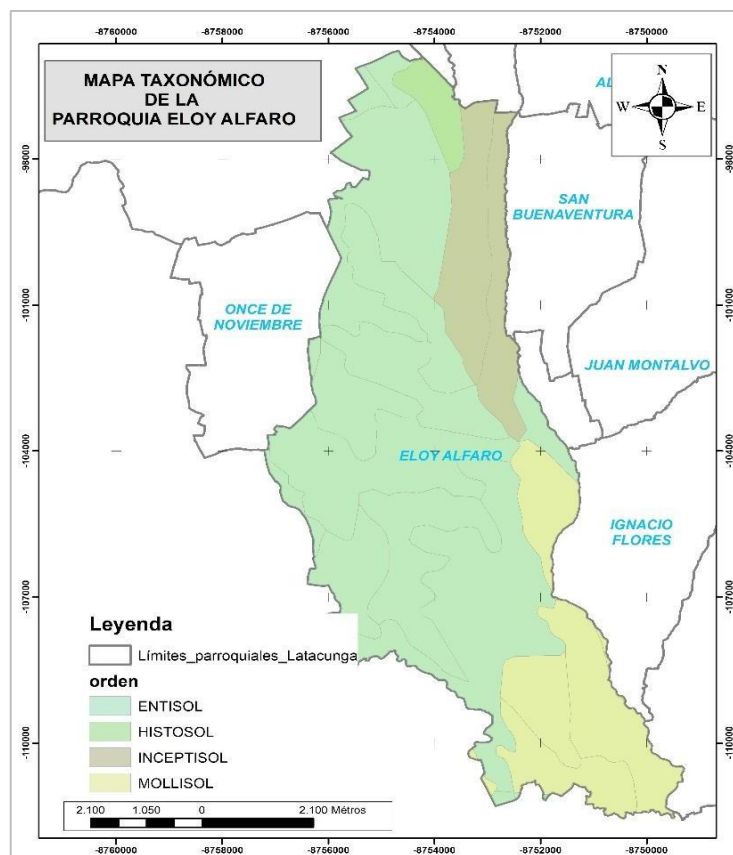 -8760000 -8758000 -8756000 -8754000 -8752000 -8750000
MAPA TAXONÓMICO
DE LA
PARROQUIA ELOY ALFARO
AL
N
W E
S
-98000
-98000
SAN
BUENAVENTURA
ONCE DE
NOVIEMBRE
-101000
-101000
JUAN MONTALVO
ELOY ALFARO
-104000
-104000
IGNACIO
FLORES
-107000
-107000
Leyenda
Límites_parroquiales_Latacunga
orden
ENTISOL
HISTOSOL
INCEPTISOL
MOLLISOL
-110000
-110000
2.100 1.050 0 2.100 Métros
-8760000 -8758000 -8756000 -8754000 -8752000 -8750000